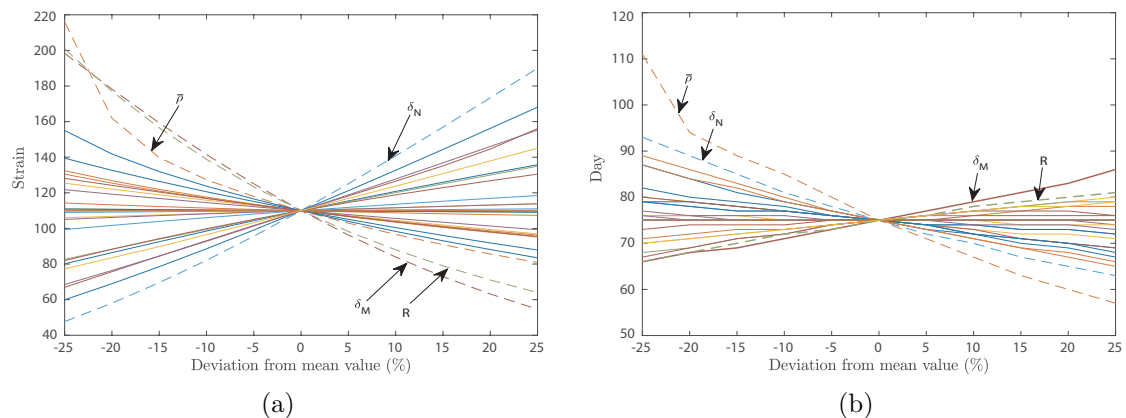 220
200
180
160
140
120
100
80
60
40
Strain
-25 -20 -15 -10 -5 0 5 10 15 20 25
Deviation from mean value (%)
p̅
δN
δM
R
(a)
120
110
100
90
80
70
60
50
Day
-25 -20 -15 -10 -5 0 5 10 15 20 25
Deviation from mean value (%)
p̅
δN
δM
R
(b)